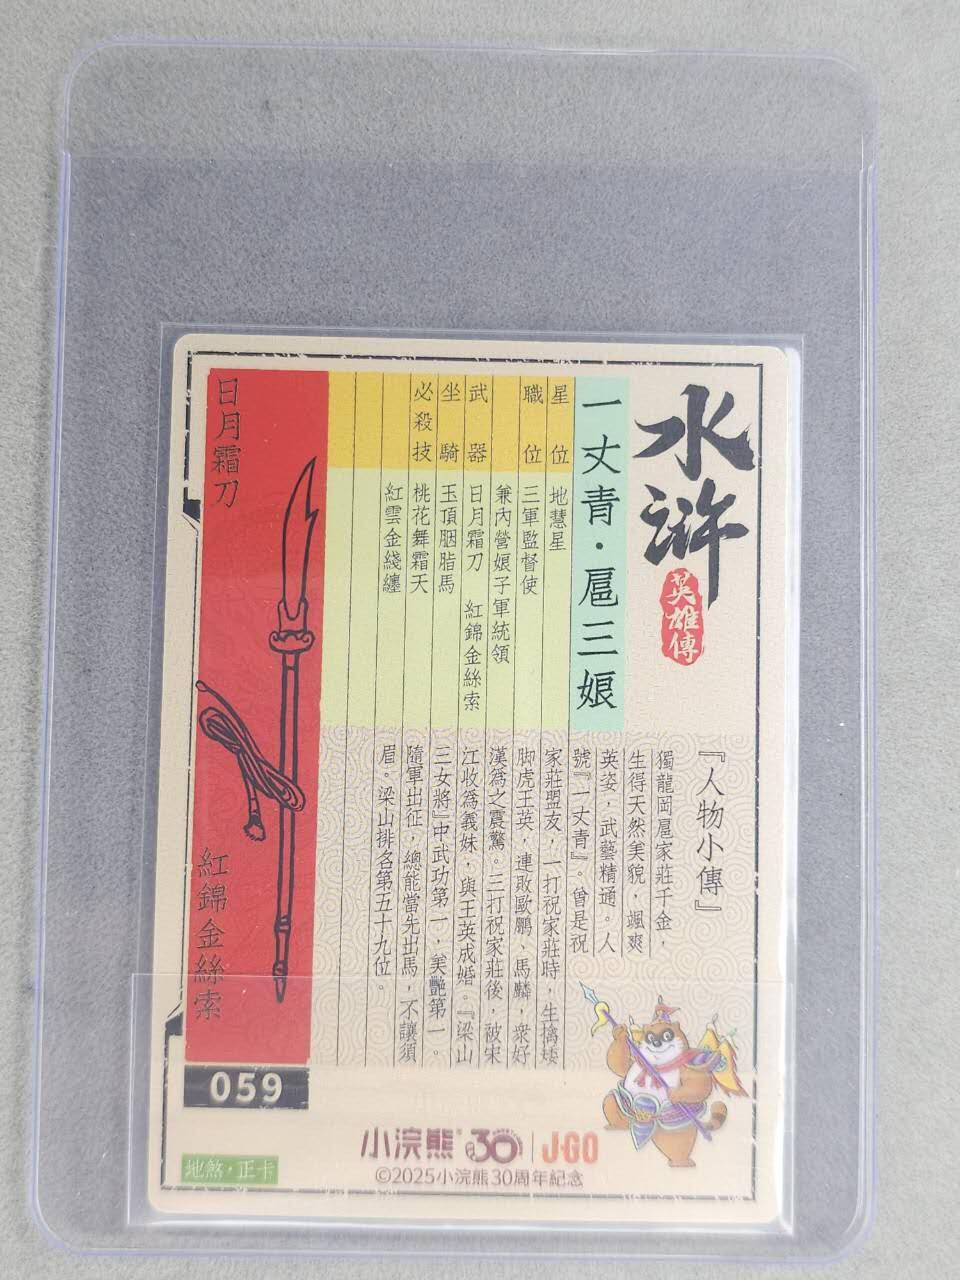 水滸
英雄傳
一丈青·扈三娘
星位 地慧星
職位 三軍監督使
兼內營娘子軍統領
武器 日月霜刀 紅錦金絲索
坐騎 玉頂胭脂馬
必殺技 桃花舞霜天
紅雲金綫纏
『人物小傳』
獨龍岡扈家莊千金，
生得天然美貌，颯爽
英姿，武藝精通。人
號『一丈青』。曾是祝
家莊盟友，一打祝家莊時，生擒矮
脚虎王英，連敗歐鵬、馬麟，衆好
漢爲之震驚。三打祝家莊後，被宋
江收爲義妹，與王英成婚。『梁山
三女將』中武功第一，美艷第一。
隨軍出征，總能當先出馬，不讓須
眉。梁山排名第五十九位。
日月霜刀
紅錦金絲索
059
地煞·正卡
小浣熊 30 J·GO
©2025小浣熊30周年紀念